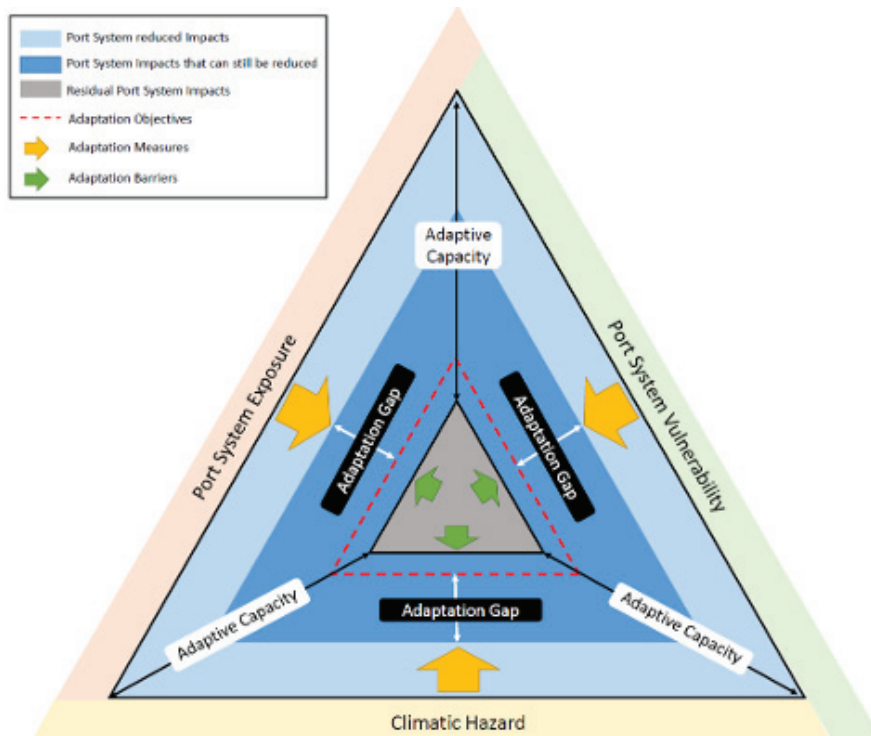 Port System reduced Impacts
Port System Impacts that can still be reduced
Residual Port System Impacts
Adaptation Objectives
Adaptation Measures
Adaptation Barriers
Adaptive
Capacity
Port System Exposure
Port System Vulnerability
Adaptation Gap
Adaptation Gap
Adaptive Capacity
Adaptation Gap
Adaptive Capacity
Climatic Hazard